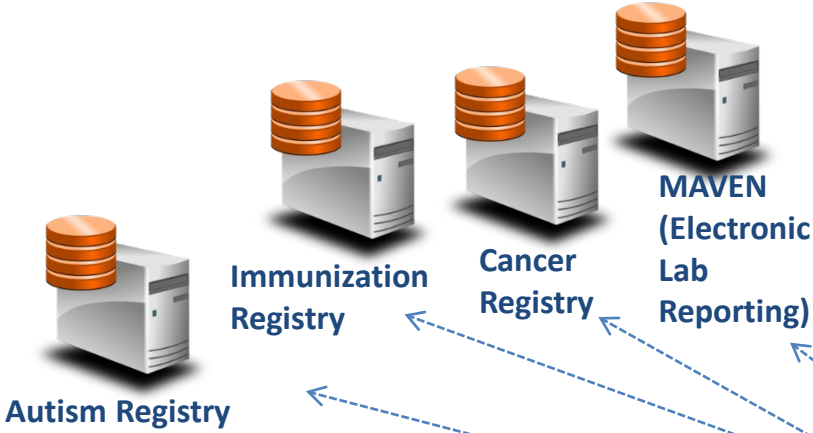 MAVEN
(Electronic
Lab
Reporting)
Cancer
Registry
Immunization
Registry
Autism Registry